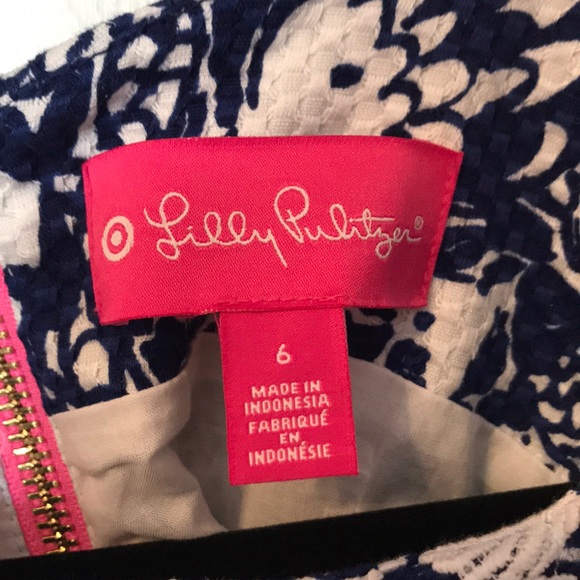 Lilly Pulitzer®
6
MADE IN
INDONESIA
FABRIQUÉ
EN
INDONÉSIE